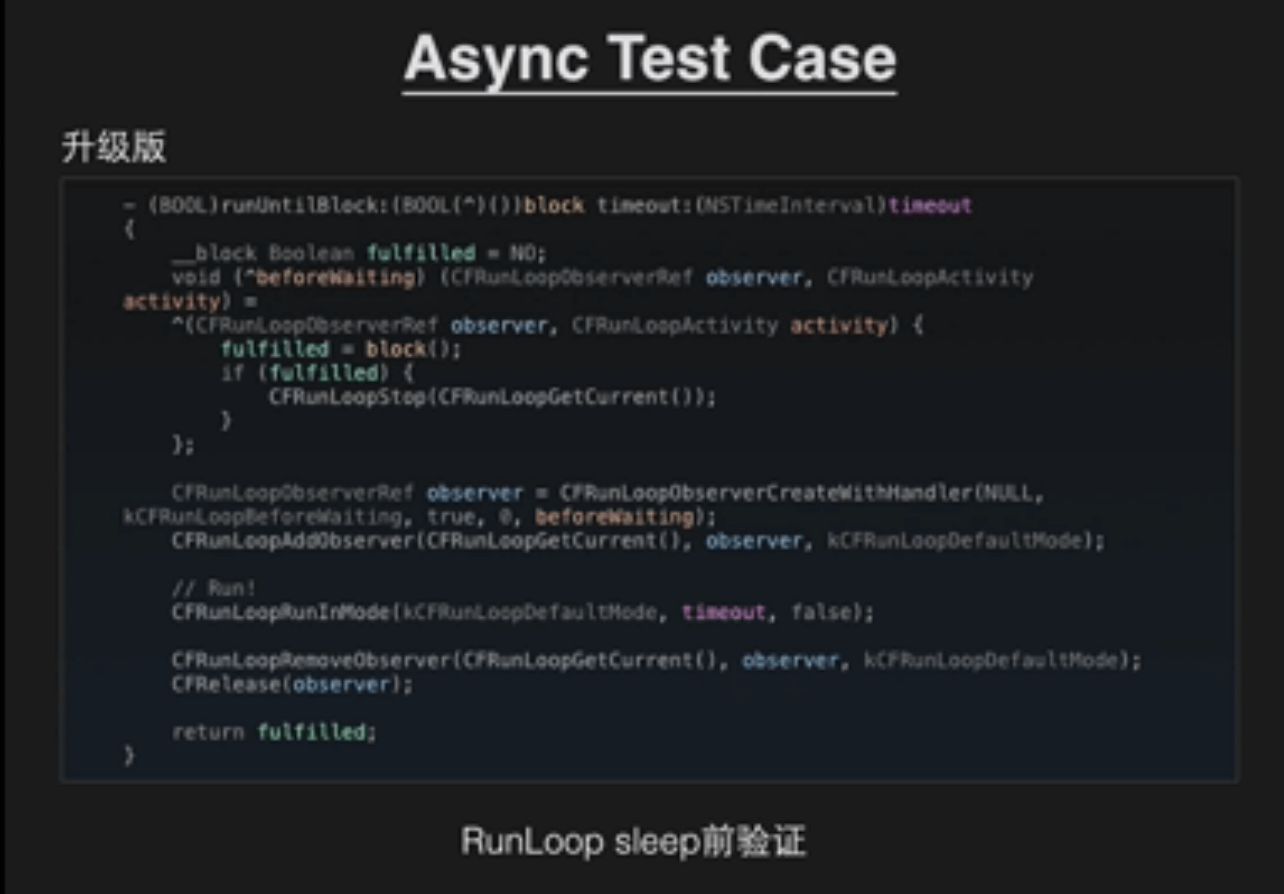 Async Test Case
升级版
- (BOOL)runUntilBlock:(BOOL(^)())block timeout:(NSTimeInterval)timeout
{
__block Boolean fulfilled = NO;
void (^beforeWaiting) (CFRunLoopObserverRef observer, CFRunLoopActivity
activity) =
^(CFRunLoopObserverRef observer, CFRunLoopActivity activity) {
fulfilled = block();
if (fulfilled) {
CFRunLoopStop(CFRunLoopGetCurrent());
}
};
CFRunLoopObserverRef observer = CFRunLoopObserverCreateWithHandler(NULL,
kCFRunLoopBeforeWaiting, true, 0, beforeWaiting);
CFRunLoopAddObserver(CFRunLoopGetCurrent(), observer, kCFRunLoopDefaultMode);
// Run!
CFRunLoopRunInMode(kCFRunLoopDefaultMode, timeout, false);
CFRunLoopRemoveObserver(CFRunLoopGetCurrent(), observer, kCFRunLoopDefaultMode);
CFRelease(observer);
return fulfilled;
}
RunLoop sleep前验证